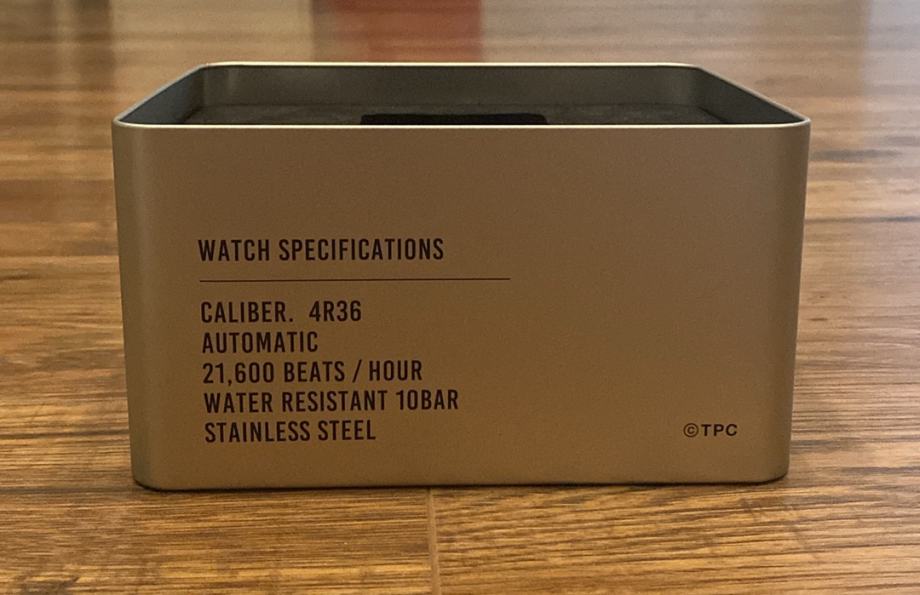 WATCH SPECIFICATIONS
CALIBER. 4R36
AUTOMATIC
21,600 BEATS / HOUR
WATER RESISTANT 10BAR
STAINLESS STEEL
©TPC